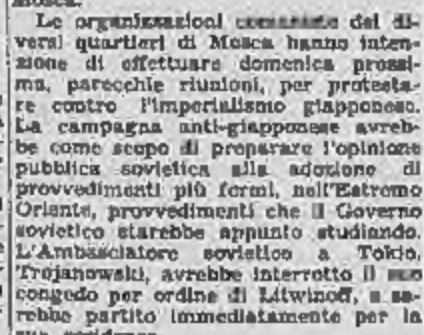 Mosca.
Le organizzazioni comuniste dei di-
versi quartieri di Mosca hanno inten-
zione di effettuare domenica prossi-
ma, parecchie riunioni, per protesta-
re contro l'imperialismo giapponese.
La campagna anti-giapponese avreb-
be come scopo di preparare l'opinione
pubblica sovietica alla adozione di
provvedimenti più fermi, nell'Estremo
Oriente, provvedimenti che il Governo
sovietico starebbe appunto studiando.
L'Ambasciatore sovietico a Tokio,
Trojanowski, avrebbe interrotto il suo
congedo per ordine di Litwinoff, e sa-
rebbe partito immediatamente per la
sua residenza.